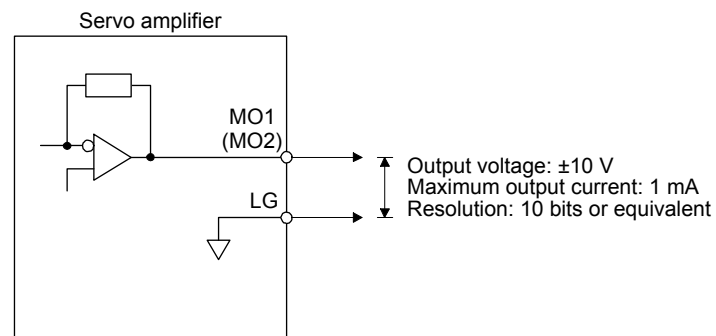 Servo amplifier
MO1
(MO2)
LG
Output voltage: ±10 V
Maximum output current: 1 mA
Resolution: 10 bits or equivalent